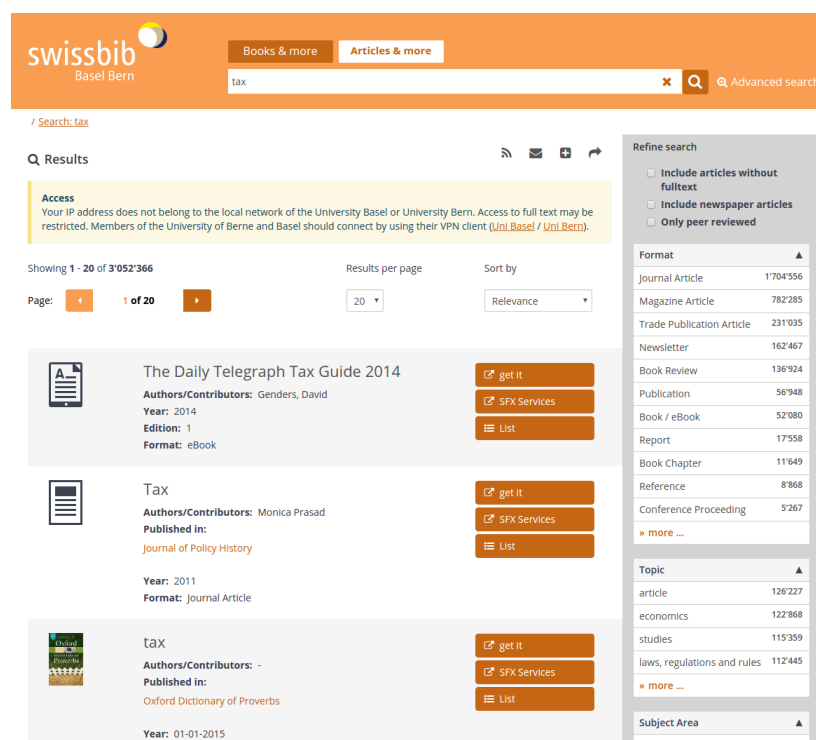 swissbib
Basel Bern
Books & more
Articles & more
tax
Advanced search
/ Search: tax
Results
Access
Your IP address does not belong to the local network of the University Basel or University Bern. Access to full text may be
restricted. Members of the University of Berne and Basel should connect by using their VPN client (Uni Basel / Uni Bern).
Showing 1 - 20 of 3'052'366
Results per page
Sort by
Page:
1 of 20
20
Relevance
The Daily Telegraph Tax Guide 2014
Authors/Contributors: Genders, David
Year: 2014
Edition: 1
Format: eBook
get it
SFX Services
List
Tax
Authors/Contributors: Monica Prasad
Published in:
Journal of Policy History
Year: 2011
Format: Journal Article
get it
SFX Services
List
Oxford
Proverbs
tax
Authors/Contributors: -
Published in:
Oxford Dictionary of Proverbs
Year: 01-01-2015
get it
SFX Services
List
Refine search
Include articles without
fulltext
Include newspaper articles
Only peer reviewed
Format
Journal Article 1'704'556
Magazine Article 782'285
Trade Publication Article 231'035
Newsletter 162'467
Book Review 136'924
Publication 56'948
Book / eBook 52'080
Report 17'558
Book Chapter 11'649
Reference 8'868
Conference Proceeding 5'267
» more ...
Topic
article 126'227
economics 122'868
studies 115'359
laws, regulations and rules 112'445
» more ...
Subject Area